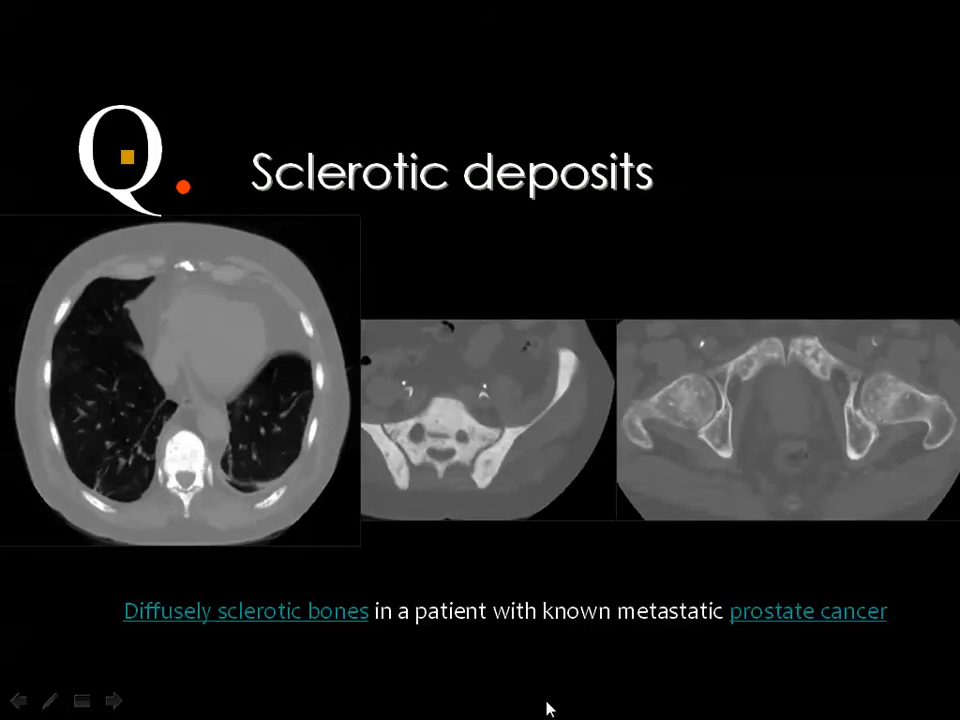 Q. Sclerotic deposits
Diffusely sclerotic bones in a patient with known metastatic prostate cancer